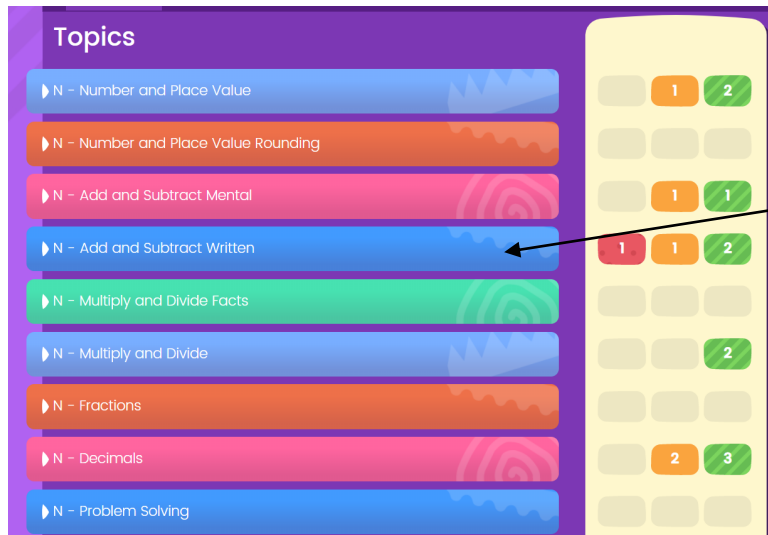 Topics
N - Number and Place Value 1 2
N - Number and Place Value Rounding
N - Add and Subtract Mental 1 1
N - Add and Subtract Written 1 1 2
N - Multiply and Divide Facts
N - Multiply and Divide 2
N - Fractions
N - Decimals 2 3
N - Problem Solving